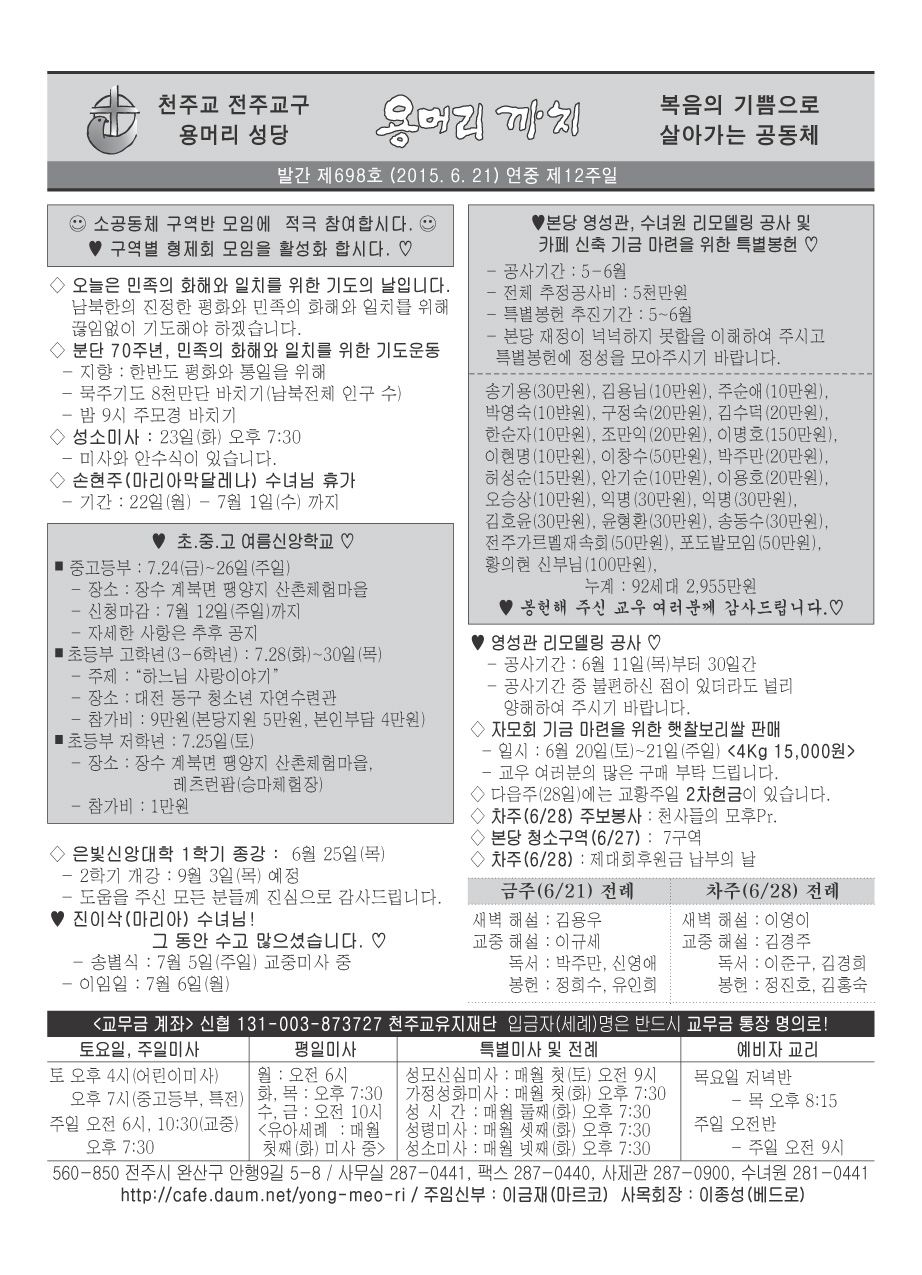 천주교 전주교구
용머리 성당
용머리 까치
복음의 기쁨으로
살아가는 공동체
발간 제698호 (2015. 6. 21) 연중 제12주일
☺ 소공동체 구역반 모임에 적극 참여합시다. ☺
♥ 구역별 형제회 모임을 활성화 합시다. ♡
◇ 오늘은 민족의 화해와 일치를 위한 기도의 날입니다.
남북한의 진정한 평화와 민족의 화해와 일치를 위해
끊임없이 기도해야 하겠습니다.
◇ 분단 70주년, 민족의 화해와 일치를 위한 기도운동
- 지향 : 한반도 평화와 통일을 위해
- 묵주기도 8천만단 바치기(남북전체 인구 수)
- 밤 9시 주모경 바치기
◇ 성소미사 : 23일(화) 오후 7:30
- 미사와 안수식이 있습니다.
◇ 손현주(마리아막달레나) 수녀님 휴가
- 기간 : 22일(월) - 7월 1일(수) 까지
♥ 초.중.고 여름신앙학교 ♡
■ 중고등부 : 7.24(금)~26일(주일)
- 장소 : 장수 계북면 땡양지 산촌체험마을
- 신청마감 : 7월 12일(주일)까지
- 자세한 사항은 추후 공지
■ 초등부 고학년(3-6학년) : 7.28(화)~30일(목)
- 주제 : “하느님 사랑이야기”
- 장소 : 대전 동구 청소년 자연수련관
- 참가비 : 9만원(본당지원 5만원, 본인부담 4만원)
■ 초등부 저학년 : 7.25일(토)
- 장소 : 장수 계북면 땡양지 산촌체험마을,
레츠런팜(승마체험장)
- 참가비 : 1만원
◇ 은빛신앙대학 1학기 종강 : 6월 25일(목)
- 2학기 개강 : 9월 3일(목) 예정
- 도움을 주신 모든 분들께 진심으로 감사드립니다.
♥ 진이삭(마리아) 수녀님!
그 동안 수고 많으셨습니다. ♡
- 송별식 : 7월 5일(주일) 교중미사 중
- 이임일 : 7월 6일(월)
♥본당 영성관, 수녀원 리모델링 공사 및
카페 신축 기금 마련을 위한 특별봉헌 ♡
- 공사기간 : 5-6월
- 전체 추정공사비 : 5천만원
- 특별봉헌 추진기간 : 5~6월
- 본당 재정이 넉넉하지 못함을 이해하여 주시고
특별봉헌에 정성을 모아주시기 바랍니다.
송기용(30만원), 김용님(10만원), 주순애(10만원),
박영숙(10뱐원), 구정숙(20만원), 김수덕(20만원),
한순자(10만원), 조만익(20만원), 이명호(150만원),
이현명(10만원), 이창수(50만원), 박주만(20만원),
허성순(15만원), 안기순(10만원), 이용호(20만원),
오승상(10만원), 익명(30만원), 익명(30만원),
김호윤(30만원), 윤형환(30만원), 송동수(30만원),
전주가르멜재속회(50만원), 포도밭모임(50만원),
황의현 신부님(100만원),
누계 : 92세대 2,955만원
♥ 봉헌해 주신 교우 여러분께 감사드립니다.♡
♥ 영성관 리모델링 공사 ♡
- 공사기간 : 6월 11일(목)부터 30일간
- 공사기간 중 불편하신 점이 있더라도 널리
양해하여 주시기 바랍니다.
◇ 자모회 기금 마련을 위한 햇찰보리쌀 판매
- 일시 : 6월 20일(토)~21일(주일) <4Kg 15,000원>
- 교우 여러분의 많은 구매 부탁 드립니다.
◇ 다음주(28일)에는 교황주일 2차헌금이 있습니다.
◇ 차주(6/28) 주보봉사 : 천사들의 모후Pr.
◇ 본당 청소구역(6/27) : 7구역
◇ 차주(6/28) : 제대회후원금 납부의 날
금주(6/21) 전례
새벽 해설 : 김용우
교중 해설 : 이규세
독서 : 박주만, 신영애
봉헌 : 정희수, 유인희
차주(6/28) 전례
새벽 해설 : 이영이
교중 해설 : 김경주
독서 : 이준구, 김경희
봉헌 : 정진호, 김홍숙
<교무금 계좌> 신협 131-003-873727 천주교유지재단 입금자(세례)명은 반드시 교무금 통장 명의로!
토요일, 주일미사
토 오후 4시(어린이미사)
오후 7시(중고등부, 특전)
주일 오전 6시, 10:30(교중)
오후 7:30
평일미사
월 : 오전 6시
화, 목 : 오후 7:30
수, 금 : 오전 10시
<유아세례 : 매월
첫째(화) 미사 중>
특별미사 및 전례
성모신심미사 : 매월 첫(토) 오전 9시
가정성화미사 : 매월 첫(화) 오후 7:30
성 시 간 : 매월 둘째(화) 오후 7:30
성령미사 : 매월 셋째(화) 오후 7:30
성소미사 : 매월 넷째(화) 오후 7:30
예비자 교리
목요일 저녁반
- 목 오후 8:15
주일 오전반
- 주일 오전 9시
560-850 전주시 완산구 안행9길 5-8 / 사무실 287-0441, 팩스 287-0440, 사제관 287-0900, 수녀원 281-0441
http://cafe.daum.net/yong-meo-ri / 주임신부 : 이금재(마르코) 사목회장 : 이종성(베드로)